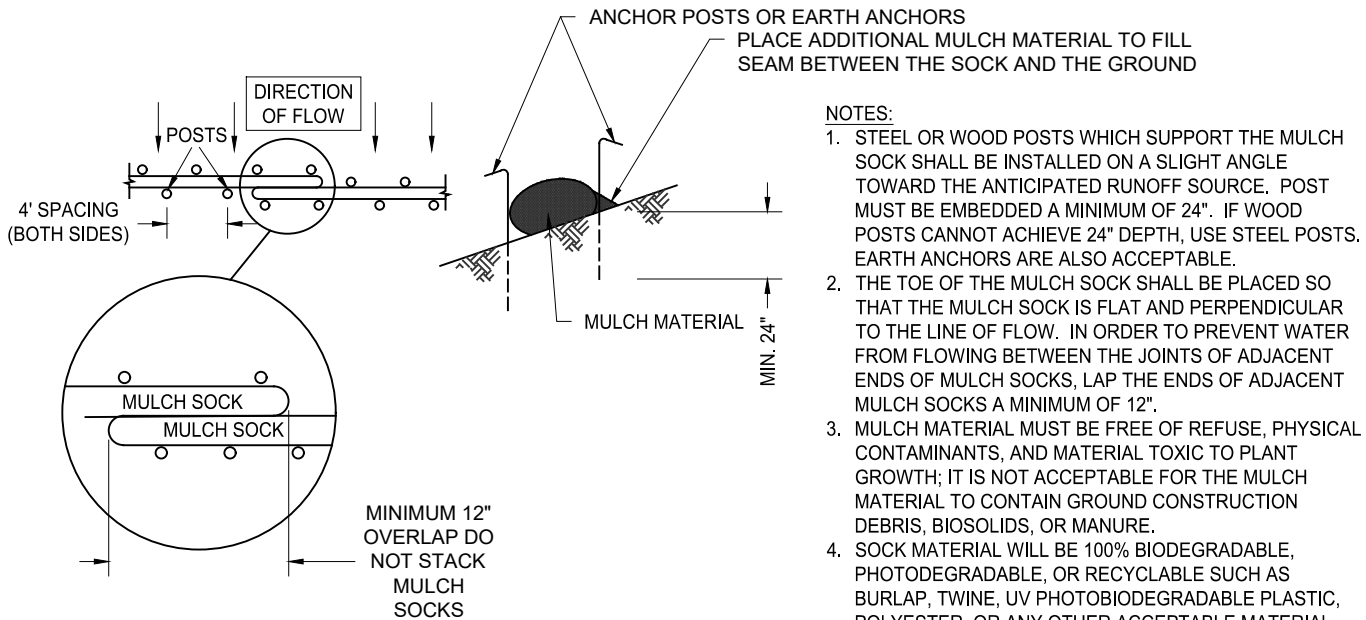 ANCHOR POSTS OR EARTH ANCHORS
PLACE ADDITIONAL MULCH MATERIAL TO FILL
SEAM BETWEEN THE SOCK AND THE GROUND
DIRECTION
OF FLOW
POSTS
4' SPACING
(BOTH SIDES)
MULCH MATERIAL
MIN. 24"
MULCH SOCK
MULCH SOCK
MINIMUM 12"
OVERLAP DO
NOT STACK
MULCH
SOCKS
NOTES:
1. STEEL OR WOOD POSTS WHICH SUPPORT THE MULCH
SOCK SHALL BE INSTALLED ON A SLIGHT ANGLE
TOWARD THE ANTICIPATED RUNOFF SOURCE. POST
MUST BE EMBEDDED A MINIMUM OF 24". IF WOOD
POSTS CANNOT ACHIEVE 24" DEPTH, USE STEEL POSTS.
EARTH ANCHORS ARE ALSO ACCEPTABLE.
2. THE TOE OF THE MULCH SOCK SHALL BE PLACED SO
THAT THE MULCH SOCK IS FLAT AND PERPENDICULAR
TO THE LINE OF FLOW. IN ORDER TO PREVENT WATER
FROM FLOWING BETWEEN THE JOINTS OF ADJACENT
ENDS OF MULCH SOCKS, LAP THE ENDS OF ADJACENT
MULCH SOCKS A MINIMUM OF 12".
3. MULCH MATERIAL MUST BE FREE OF REFUSE, PHYSICAL
CONTAMINANTS, AND MATERIAL TOXIC TO PLANT
GROWTH; IT IS NOT ACCEPTABLE FOR THE MULCH
MATERIAL TO CONTAIN GROUND CONSTRUCTION
DEBRIS, BIOSOLIDS, OR MANURE.
4. SOCK MATERIAL WILL BE 100% BIODEGRADABLE,
PHOTODEGRADABLE, OR RECYCLABLE SUCH AS
BURLAP, TWINE, UV PHOTOBIODEGRADABLE PLASTIC,
POLYESTER, OR ANY OTHER ACCEPTABLE MATERIAL